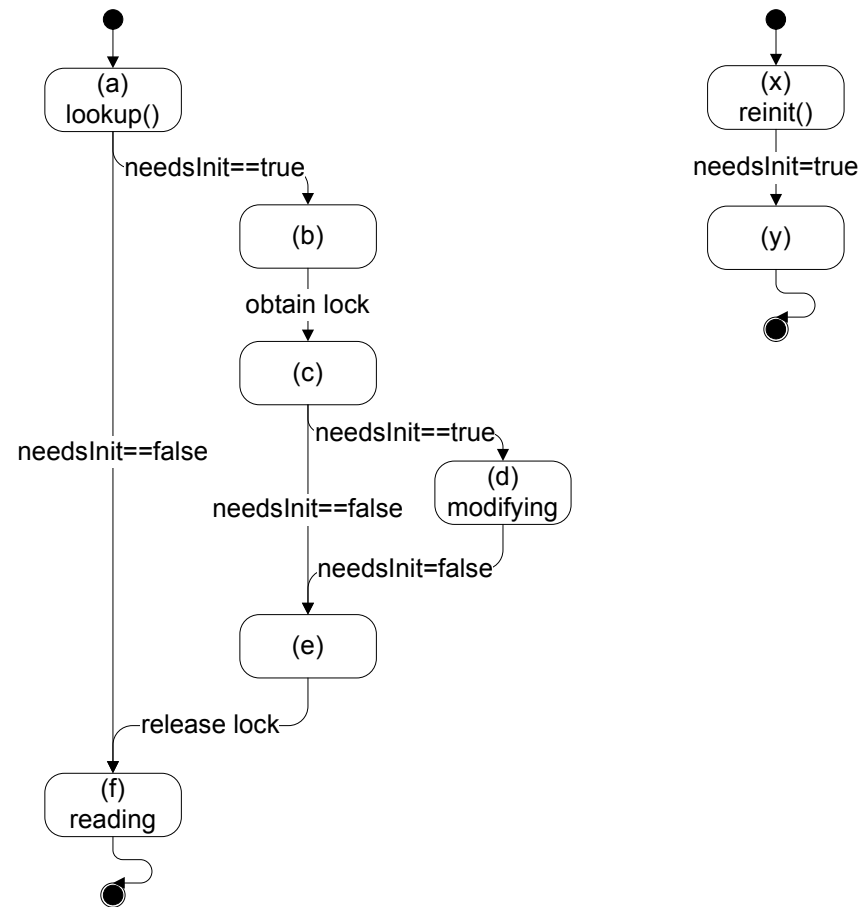 (a)
lookup()
needsInit==true
(b)
obtain lock
(c)
needsInit==true
needsInit==false
(d)
modifying
needsInit==false
needsInit=false
(e)
release lock
(f)
reading
(x)
reinit()
needsInit=true
(y)